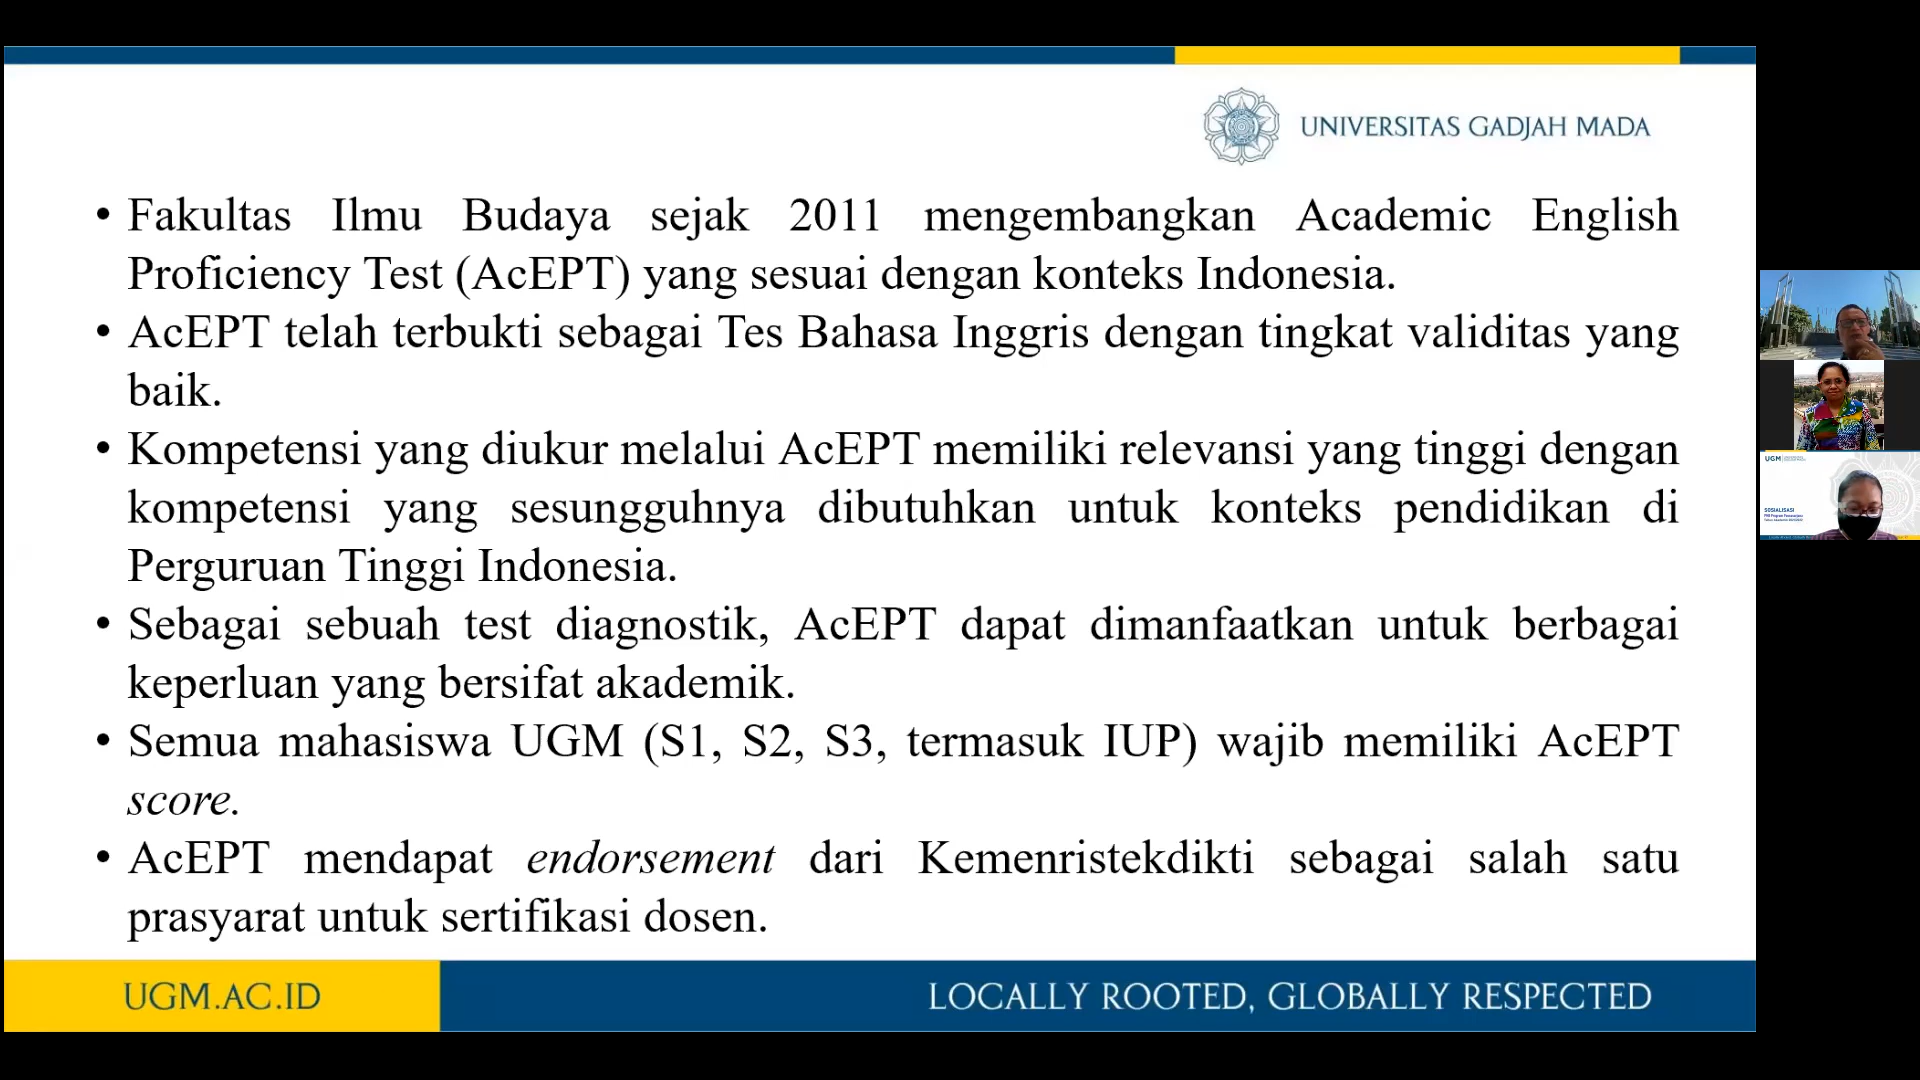 UNIVERSITAS GADJAH MADA
• Fakultas Ilmu Budaya sejak 2011 mengembangkan Academic English
Proficiency Test (AcEPT) yang sesuai dengan konteks Indonesia.
• AcEPT telah terbukti sebagai Tes Bahasa Inggris dengan tingkat validitas yang
baik.
• Kompetensi yang diukur melalui AcEPT memiliki relevansi yang tinggi dengan
kompetensi yang sesungguhnya dibutuhkan untuk konteks pendidikan di
Perguruan Tinggi Indonesia.
• Sebagai sebuah test diagnostik, AcEPT dapat dimanfaatkan untuk berbagai
keperluan yang bersifat akademik.
• Semua mahasiswa UGM (S1, S2, S3, termasuk IUP) wajib memiliki AcEPT
score.
• AcEPT mendapat endorsement dari Kemenristekdikti sebagai salah satu
prasyarat untuk sertifikasi dosen.
UGM.AC.ID
LOCALLY ROOTED, GLOBALLY RESPECTED
UGM
SOSIALISASI